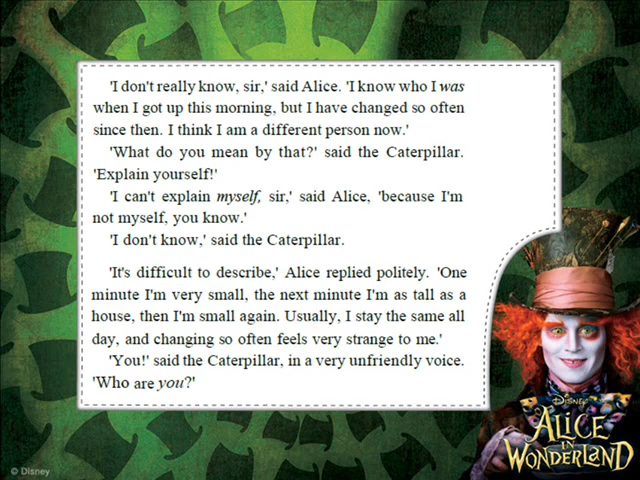 'I don't really know, sir,' said Alice. 'I know who I was
when I got up this morning, but I have changed so often
since then. I think I am a different person now.'
'What do you mean by that?' said the Caterpillar.
'Explain yourself!'
'I can't explain myself, sir,' said Alice, 'because I'm
not myself, you know.'
'I don't know,' said the Caterpillar.
'It's difficult to describe,' Alice replied politely. 'One
minute I'm very small, the next minute I'm as tall as a
house, then I'm small again. Usually, I stay the same all
day, and changing so often feels very strange to me.'
'You!' said the Caterpillar, in a very unfriendly voice.
'Who are you?'
Disney
ALICE
IN
WONDERLAND
© Disney